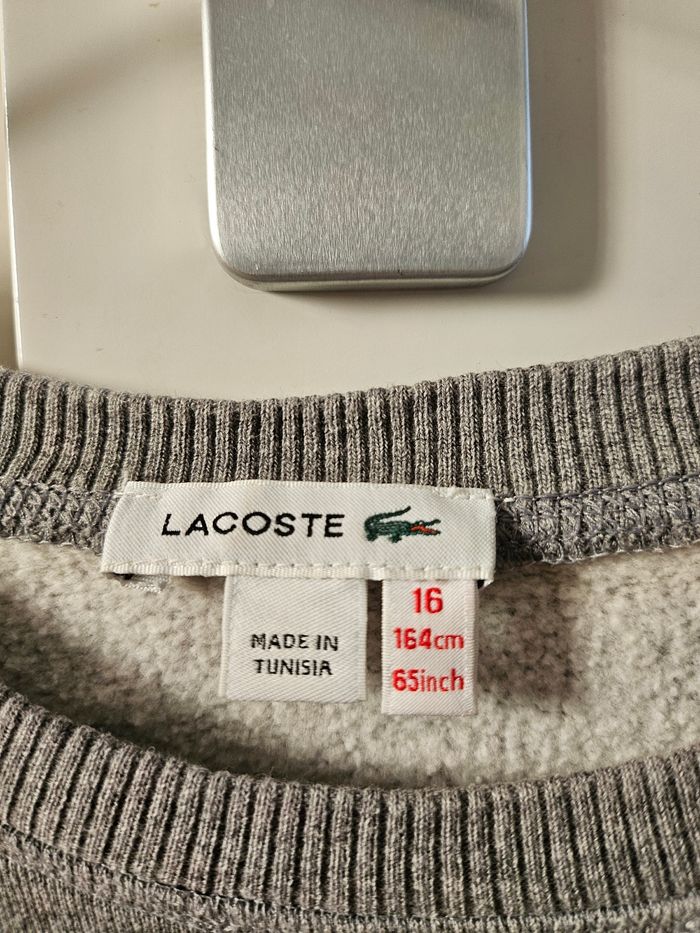 LACOSTE
MADE IN
TUNISIA
16
164cm
65inch